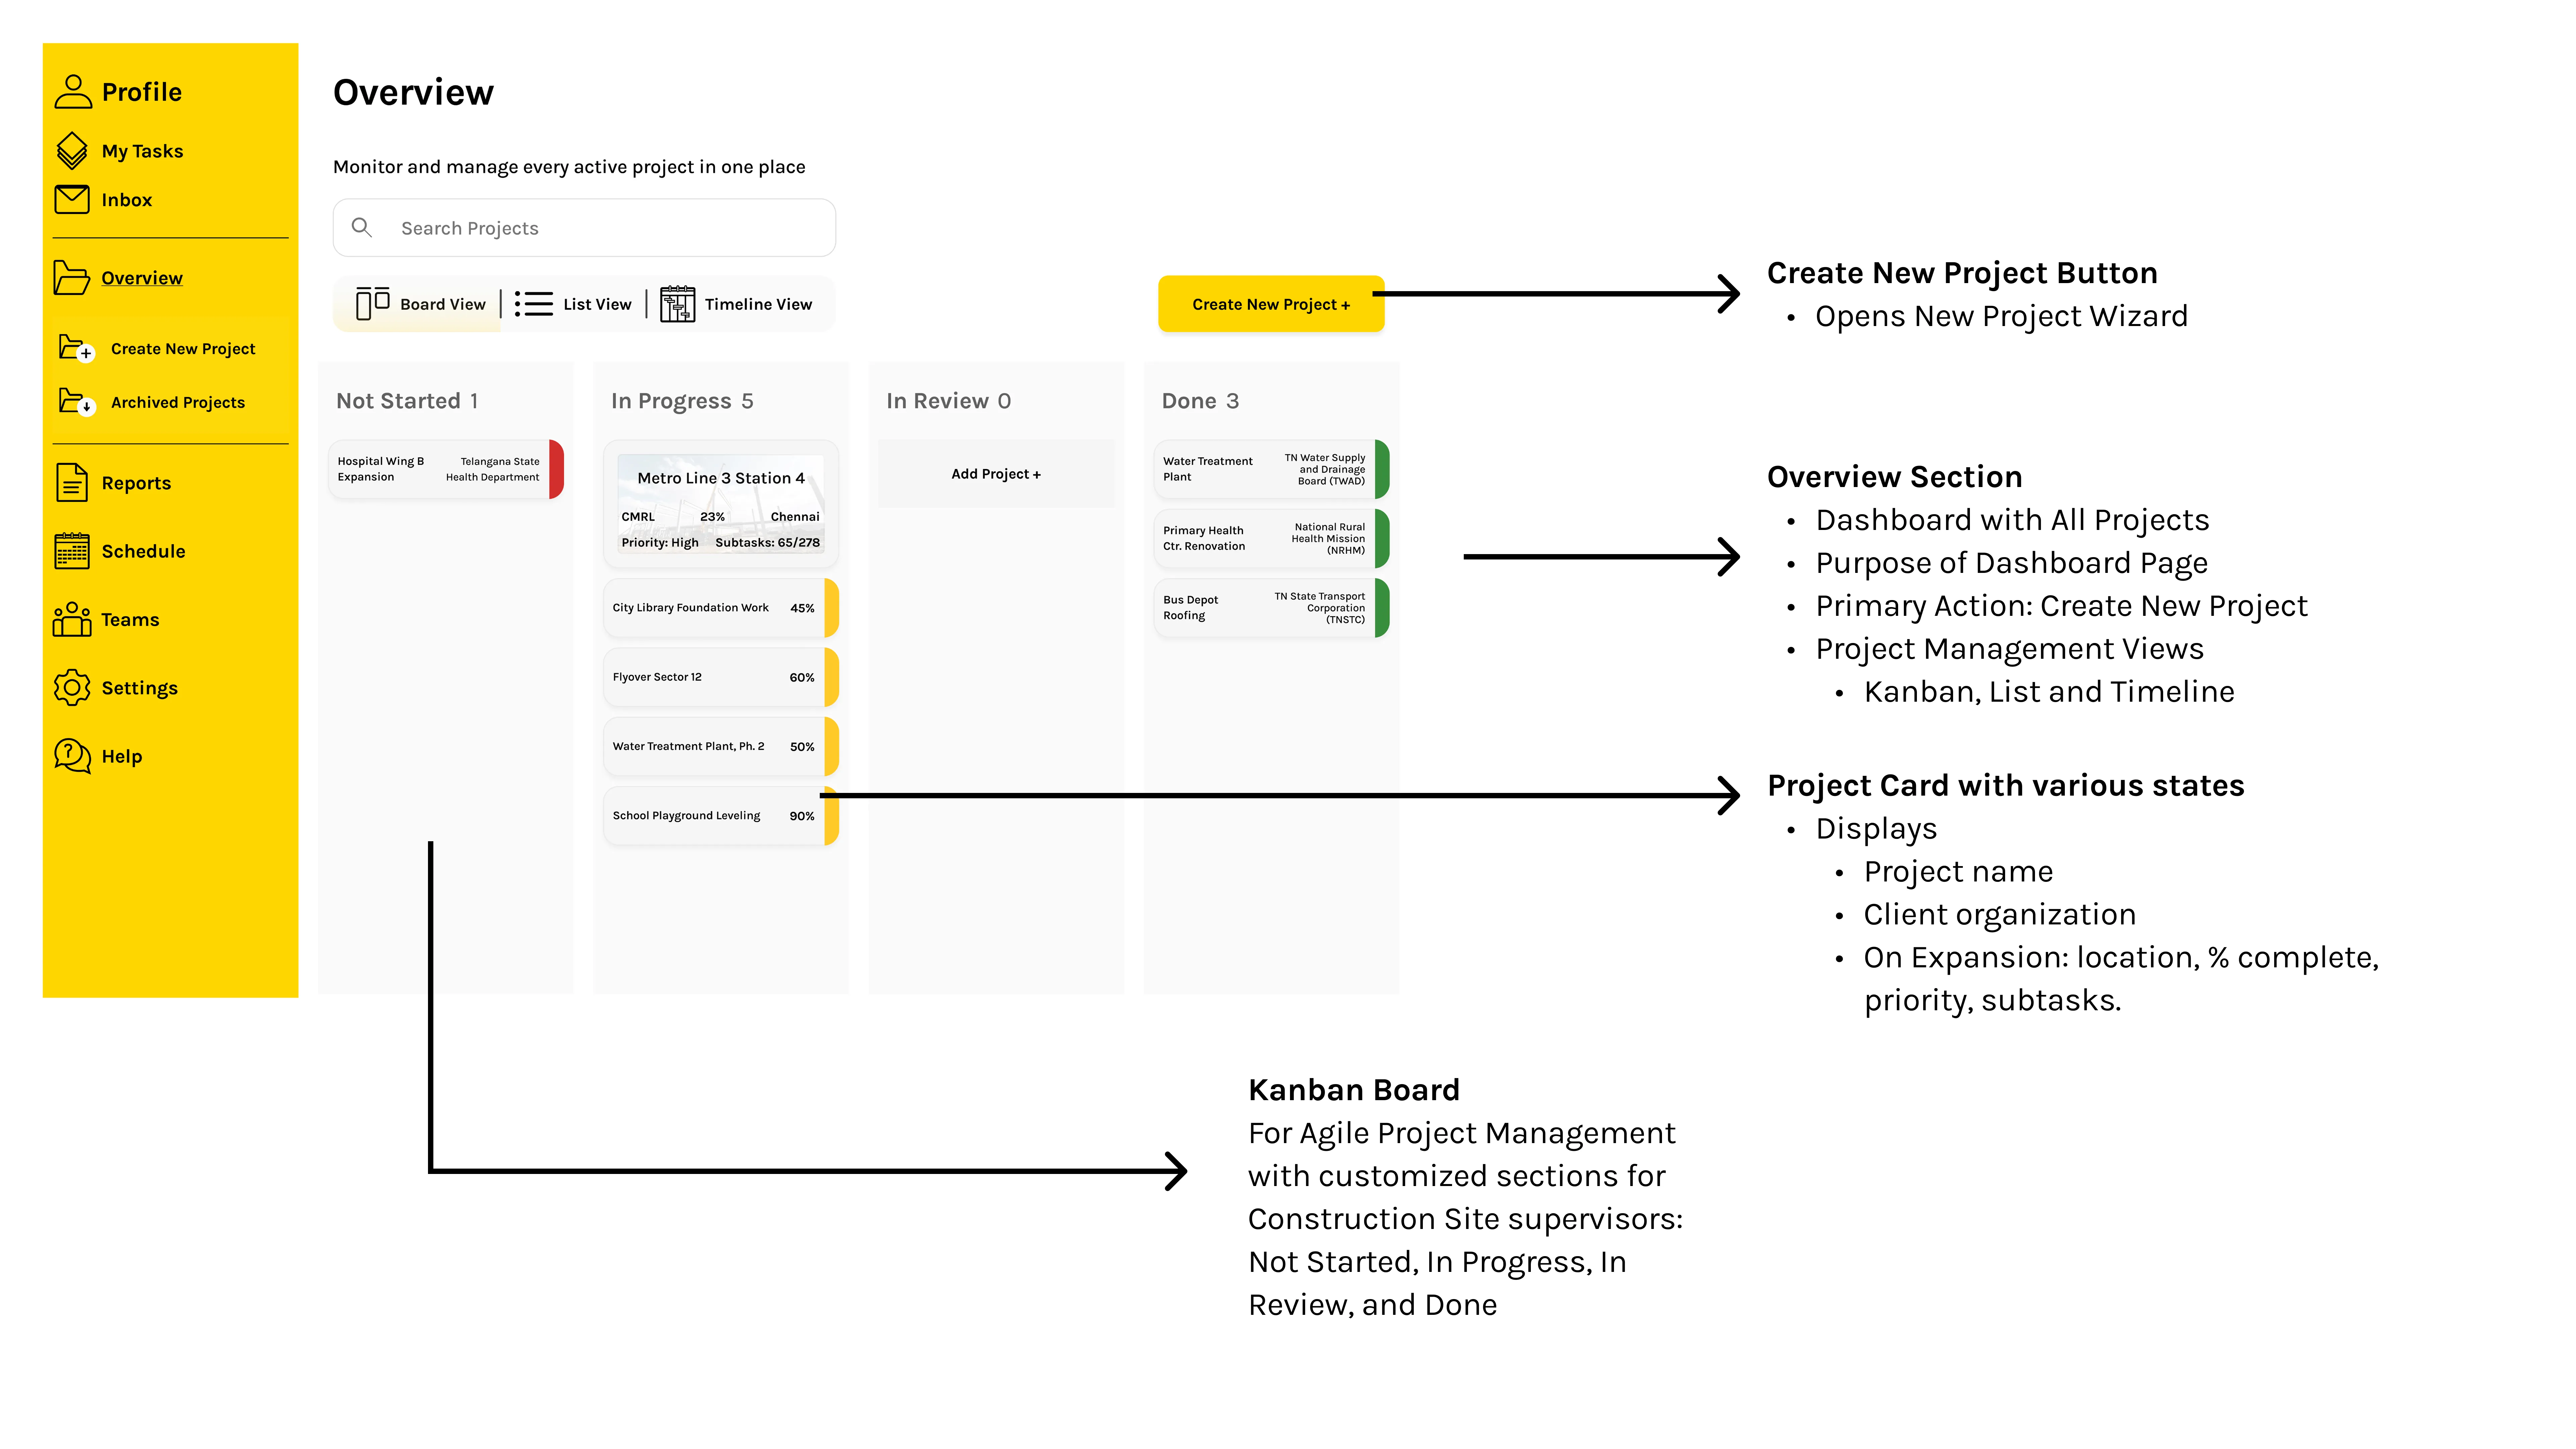 Profile
My Tasks
Inbox
Overview
Create New Project
Archived Projects
Reports
Schedule
Teams
Settings
Help
Overview
Monitor and manage every active project in one place
Search Projects
Board View
List View
Timeline View
Create New Project +
Not Started 1
Hospital Wing B
Expansion
Telangana State
Health Department
In Progress 5
Metro Line 3 Station 4
CMRL 23% Chennai
Priority: High Subtasks: 65/278
City Library Foundation Work 45%
Flyover Sector 12 60%
Water Treatment Plant, Ph. 2 50%
School Playground Leveling 90%
In Review 0
Add Project +
Done 3
Water Treatment
Plant
TN Water Supply
and Drainage
Board (TWAD)
Primary Health
Ctr. Renovation
National Rural
Health Mission
(NRHM)
Bus Depot
Roofing
TN State Transport
Corporation
(TNSTC)
Create New Project Button
• Opens New Project Wizard
Overview Section
• Dashboard with All Projects
• Purpose of Dashboard Page
• Primary Action: Create New Project
• Project Management Views
• Kanban, List and Timeline
Project Card with various states
• Displays
• Project name
• Client organization
• On Expansion: location, % complete,
priority, subtasks.
Kanban Board
For Agile Project Management
with customized sections for
Construction Site supervisors:
Not Started, In Progress, In
Review, and Done